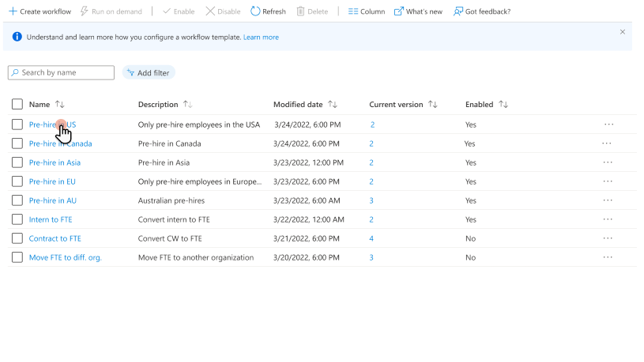 Create workflow Run on demand Enable Disable Refresh Delete Column What's new Got feedback?
Understand and learn more how you configure a workflow template. Learn more
Search by name Add filter
Name Description Modified date Current version Enabled
Pre-hire US Only pre-hire employees in the USA 3/24/2022, 6:00 PM 2 Yes
Pre-hire in Canada Pre-hire in Canada 3/24/2022, 6:00 PM 2 Yes
Pre-hire in Asia Pre-hire in Asia 3/23/2022, 12:00 PM 2 Yes
Pre-hire in EU Only pre-hire employees in Europe... 3/23/2022, 6:00 PM 2 Yes
Pre-hire in AU Australian pre-hires 3/23/2022, 6:00 AM 3 Yes
Intern to FTE Convert intern to FTE 3/22/2022, 12:00 AM 2 Yes
Contract to FTE Convert CW to FTE 3/21/2022, 6:00 PM 4 No
Move FTE to diff. org. Move FTE to another organization 3/20/2022, 6:00 PM 3 No